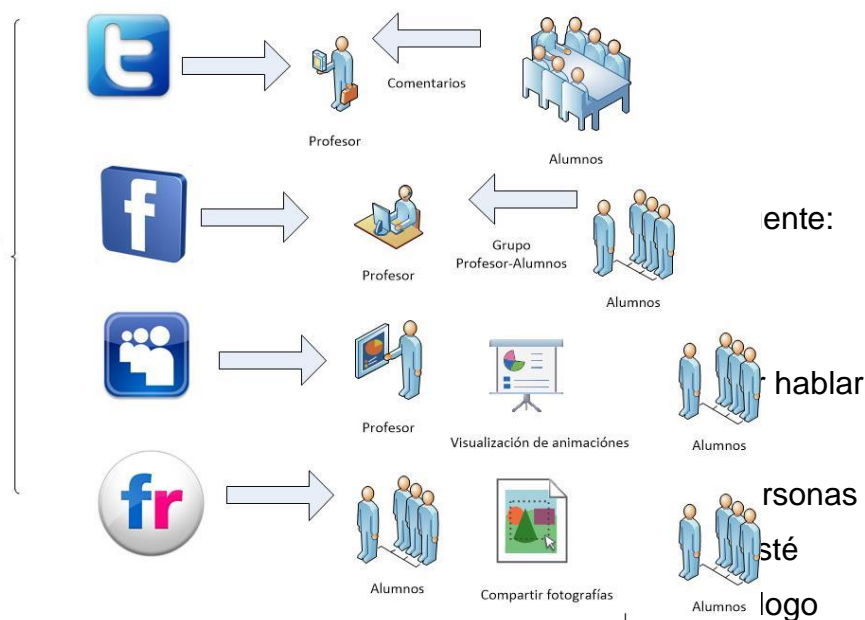 Comentarios
Profesor
Alumnos
ente:
Grupo
Profesor-Alumnos
Profesor
Alumnos
hablar
Profesor
Visualización de animaciónes
Alumnos
fr
rsonas
sté
Alumnos
Compartir fotografías
Alumnos
logo